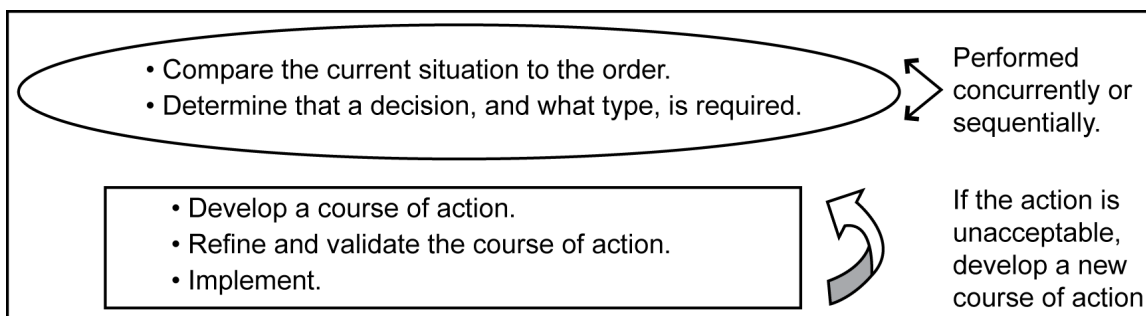 • Compare the current situation to the order.
• Determine that a decision, and what type, is required.
Performed
concurrently or
sequentially.
• Develop a course of action.
• Refine and validate the course of action.
• Implement.
If the action is
unacceptable,
develop a new
course of action